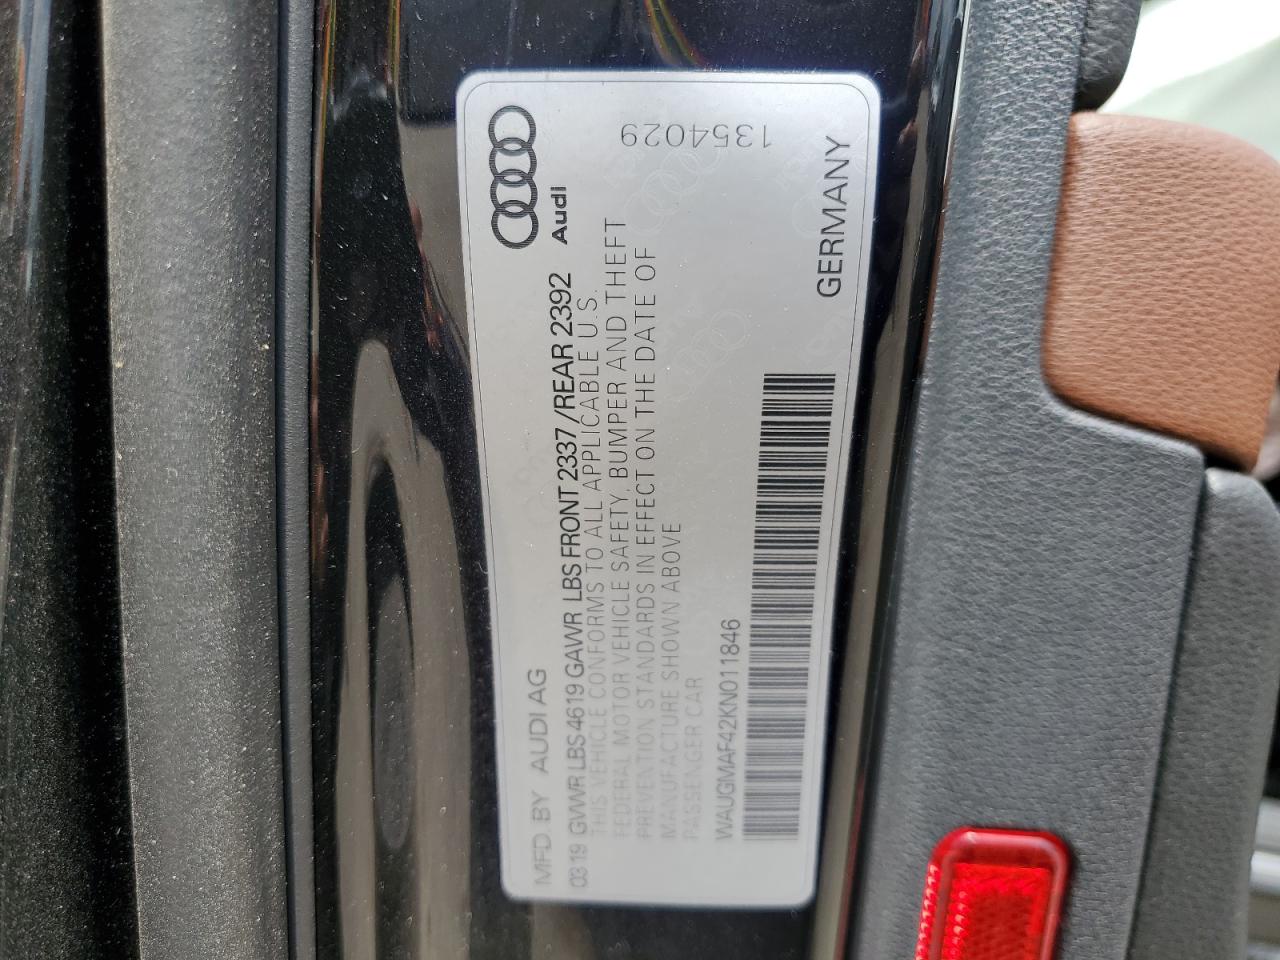 Audi
1354029
MFD BY AUDI AG
03 19 GVWR LBS 4619 GAWR LBS FRONT 2337/REAR 2392
THIS VEHICLE CONFORMS TO ALL APPLICABLE U.S.
FEDERAL MOTOR VEHICLE SAFETY, BUMPER AND THEFT
PREVENTION STANDARDS IN EFFECT ON THE DATE OF
MANUFACTURE SHOWN ABOVE
PASSENGER CAR
WAUGMAF42KN011846
GERMANY